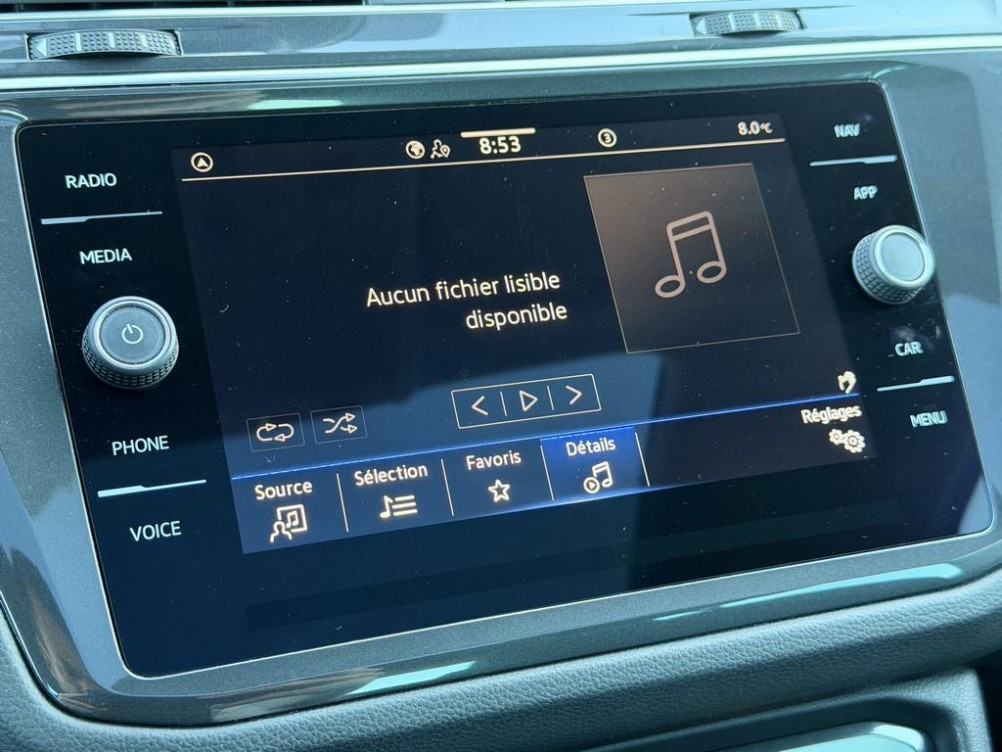 RADIO
MEDIA
PHONE
VOICE
8:53
3
8.0°C
Aucun fichier lisible
disponible
Réglages
Source
Sélection
Favoris
Détails
NAV
APP
CAR
MENU